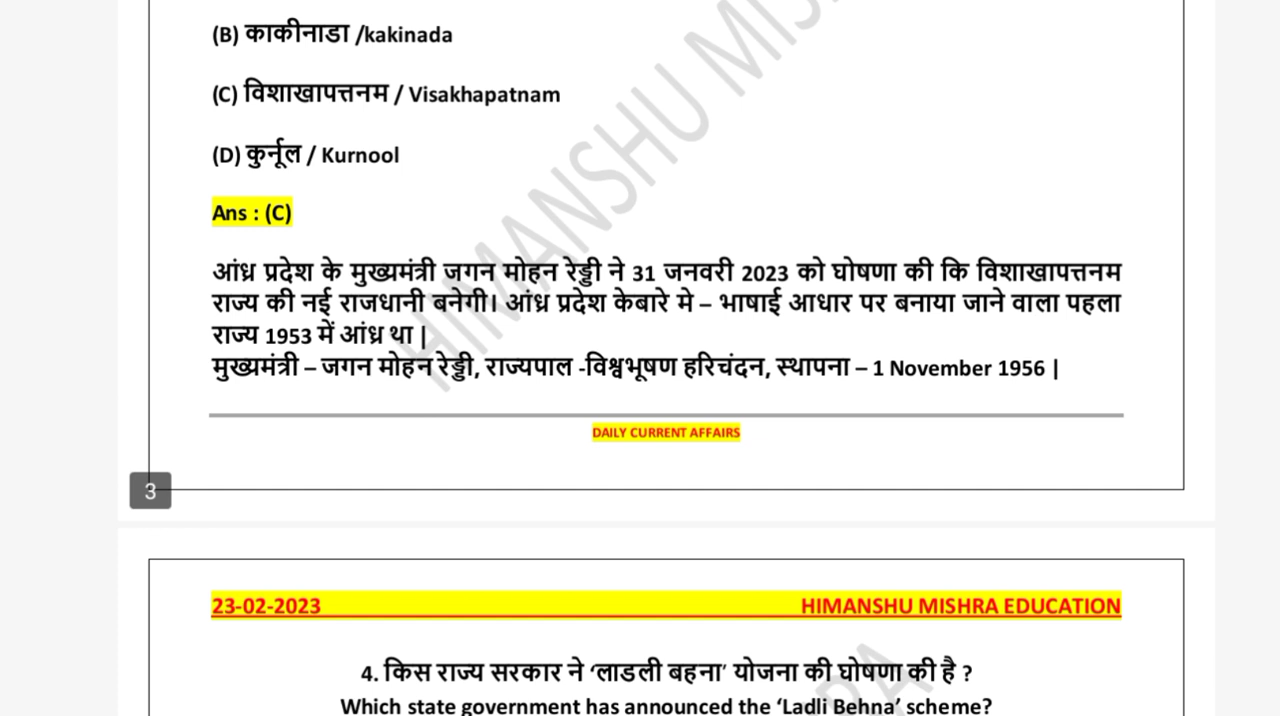 (B) काकीनाडा /kakinada
(C) विशाखापत्तनम / Visakhapatnam
(D) कुर्नूल / Kurnool
Ans : (C)
आंध्र प्रदेश के मुख्यमंत्री जगन मोहन रेड्डी ने 31 जनवरी 2023 को घोषणा की कि विशाखापत्तनम
राज्य की नई राजधानी बनेगी। आंध्र प्रदेश केबारे मे – भाषाई आधार पर बनाया जाने वाला पहला
राज्य 1953 में आंध्र था |
मुख्यमंत्री – जगन मोहन रेड्डी, राज्यपाल -विश्वभूषण हरिचंदन, स्थापना – 1 November 1956 |
DAILY CURRENT AFFAIRS
3
23-02-2023 HIMANSHU MISHRA EDUCATION
4. किस राज्य सरकार ने ‘लाडली बहना’ योजना की घोषणा की है ?
Which state government has announced the ‘Ladli Behna’ scheme?